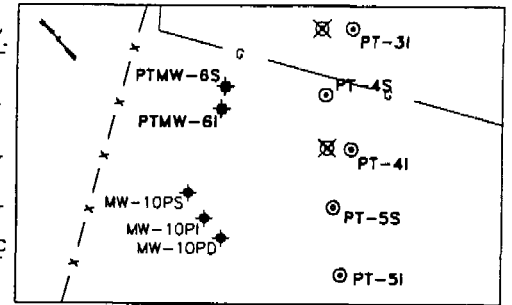 PT-3I
G
PTMW-6S
PT-4S
G
PTMW-6I
PT-4I
MW-10PS
PT-5S
MW-10PI
MW-10PD
PT-5I